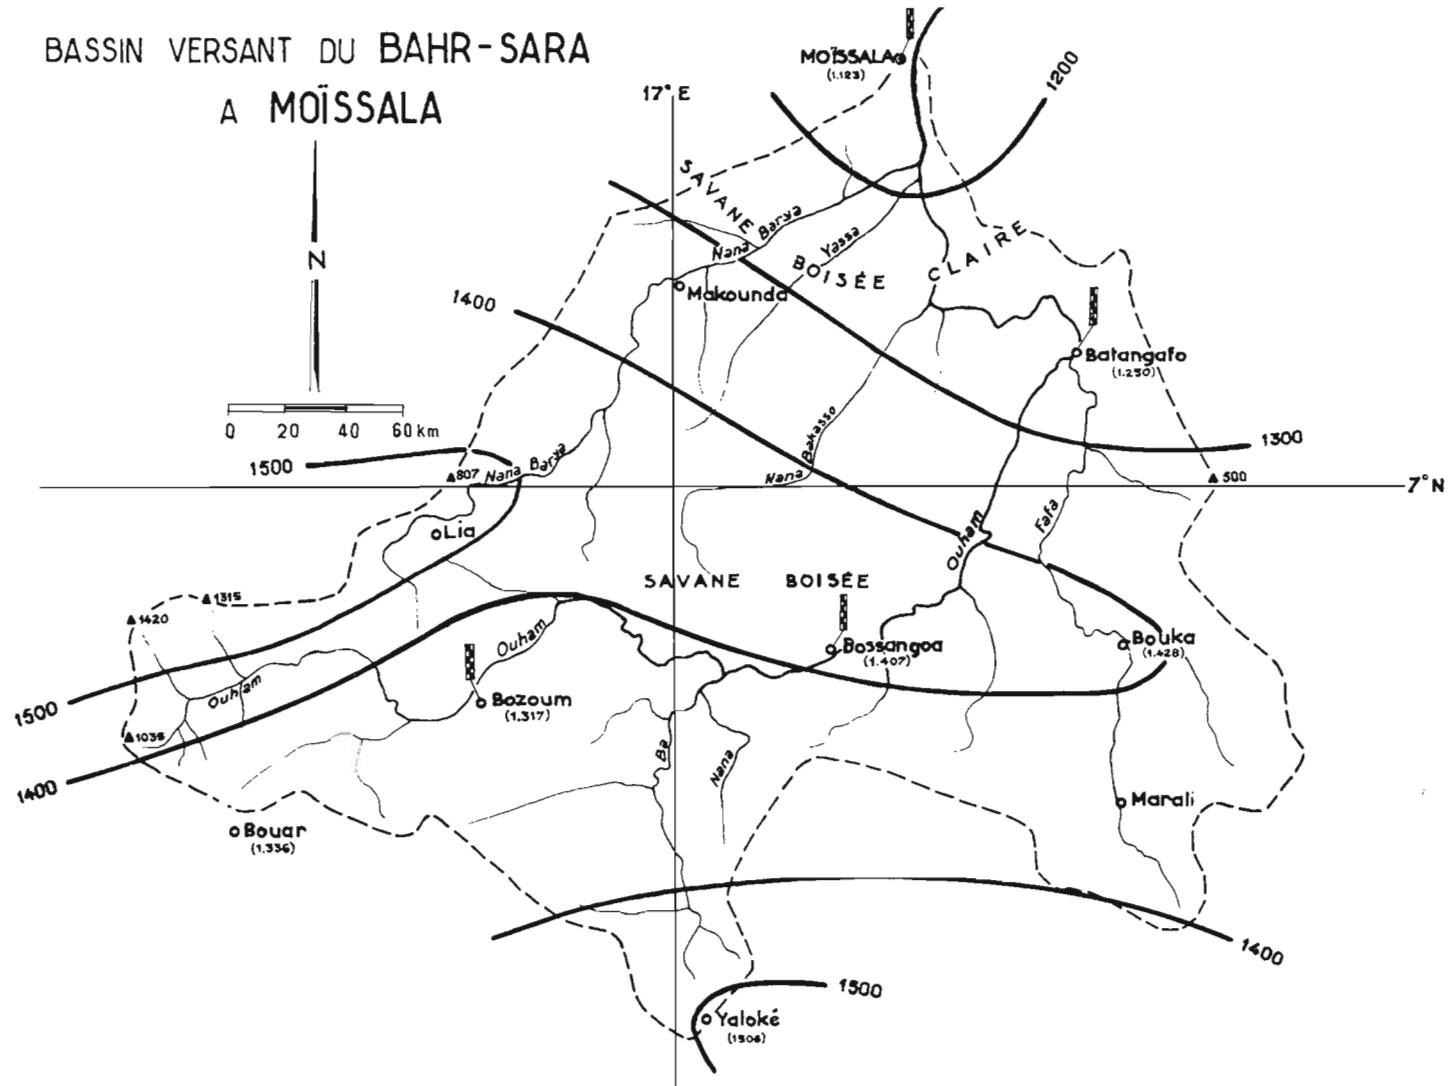 BASSIN VERSANT DU BAHR-SARA
A MOÏSSALA
MOÏSSALA
(1.123)
1200
17° E
SAVANE
BOISÉE
CLAIRE
Nana Barya
Yassa
Makounda
1400
Batangafo
(1.250)
N
0 20 40 60 km
1500
807
Nana Barya
Nana Bakasso
1300
500
7° N
Lia
Ouham
Fafa
SAVANE BOISÉE
1315
1420
Ouham
Bossangoa
(1.407)
Bouka
(1.428)
Ouham
Bozoum
(1.317)
1500
1035
1400
Ba
Nana
Marali
Bouar
(1.336)
1400
1500
Yaloké
(1506)